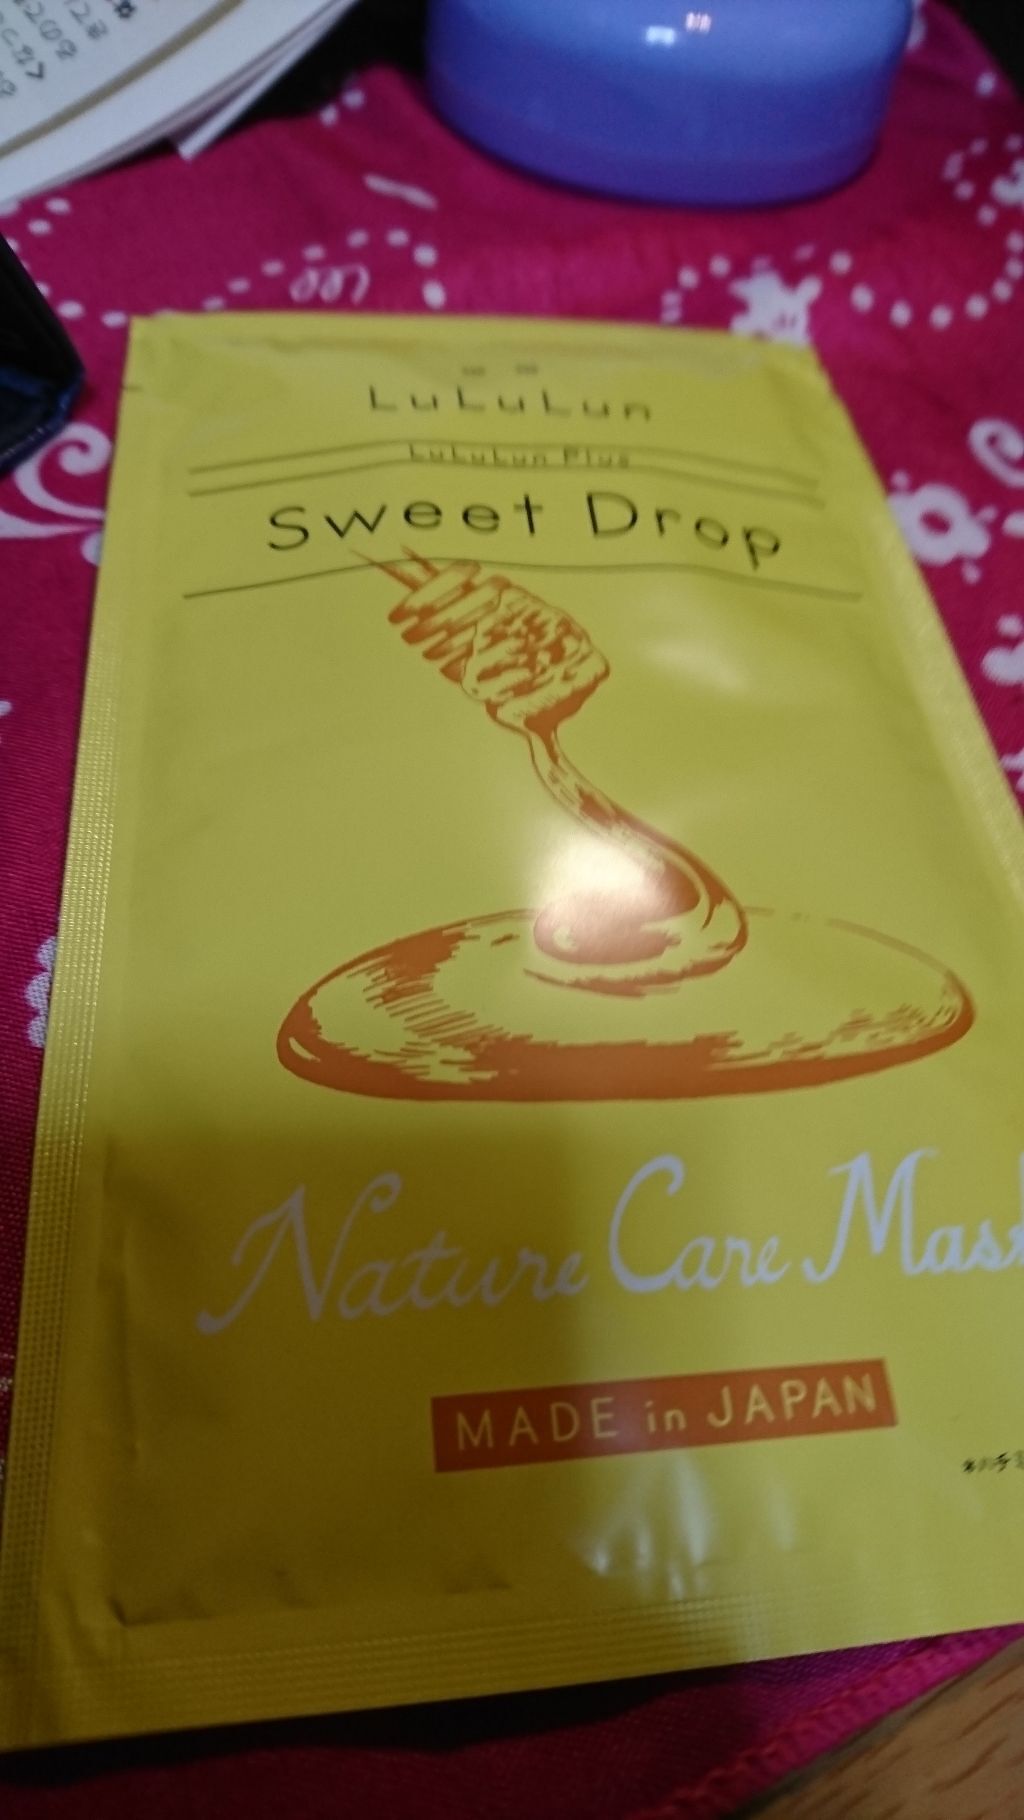 LuLuLun
LuLuLun Plus
Sweet Drop
Nature Care Mask
MADE in JAPAN